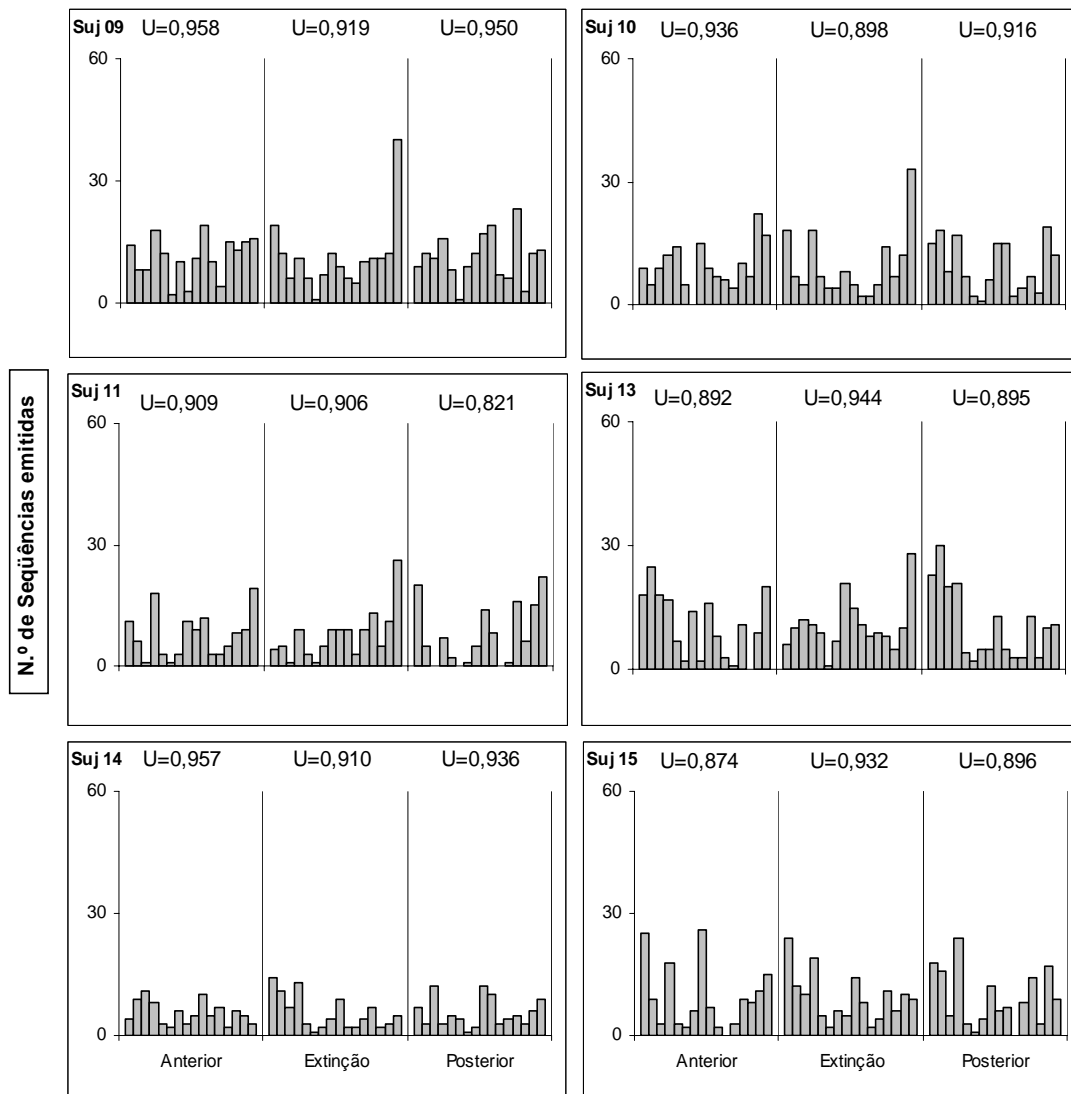 Suj 09 U=0,958 U=0,919 U=0,950
60
30
0
Suj 10 U=0,936 U=0,898 U=0,916
60
30
0
N.º de Seqüências emitidas
Suj 11 U=0,909 U=0,906 U=0,821
60
30
0
Suj 13 U=0,892 U=0,944 U=0,895
60
30
0
Suj 14 U=0,957 U=0,910 U=0,936
60
30
0
Anterior Extinção Posterior
Suj 15 U=0,874 U=0,932 U=0,896
60
30
0
Anterior Extinção Posterior